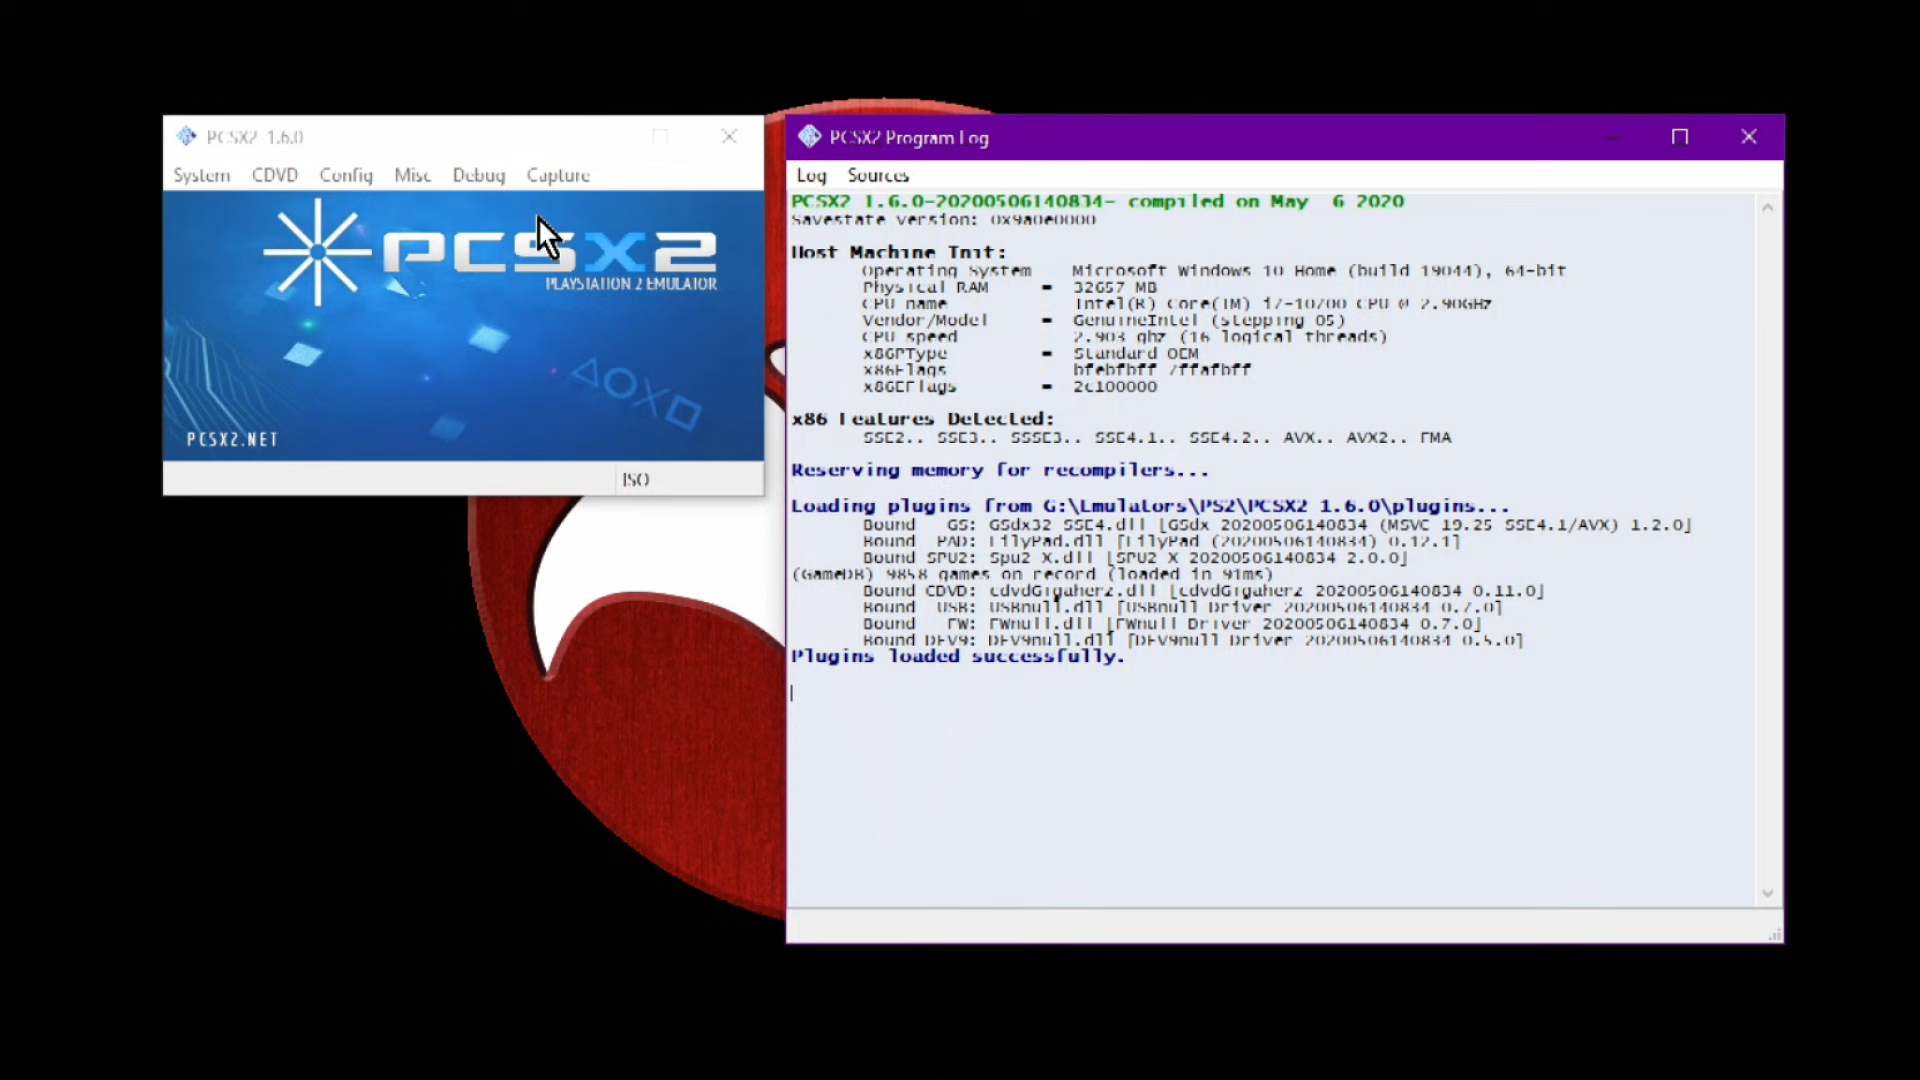 PCSX2 1.6.0
System CDVD Config Misc Debug Capture
PCSX2
PLAYSTATION 2 EMULATOR
PCSX2.NET
ISO
PCSX2 Program Log
Log Sources
PCSX2 1.6.0-20200506140834- compiled on May 6 2020
Savestate version: 0x9a0e0000
Host Machine Init:
Operating System = Microsoft Windows 10 Home (build 19044), 64-bit
Physical RAM = 32657 MB
CPU name = Intel(R) Core(TM) i7-10700 CPU @ 2.90GHz
Vendor/Model = GenuineIntel (stepping 05)
CPU speed = 2.903 ghz (16 logical threads)
x86PType = Standard OEM
x86Flags = bfebfbff 7ffafbff
x86EFlags = 2c100000
x86 Features Detected:
SSE2.. SSE3.. SSSE3.. SSE4.1.. SSE4.2.. AVX.. AVX2.. FMA
Reserving memory for recompilers...
Loading plugins from G:\Emulators\PS2\PCSX2 1.6.0\plugins...
Bound GS: GSdx32 SSE4.dll [GSdx 20200506140834 (MSVC 19.25 SSE4.1/AVX) 1.2.0]
Bound PAD: LilyPad.dll [LilyPad (20200506140834) 0.12.1]
Bound SPU2: Spu2 X.dll [SPU2 X 20200506140834 2.0.0]
(GameDB) 9858 games on record (loaded in 91ms)
Bound CDVD: cdvdGigaherz.dll [cdvdGigaherz 20200506140834 0.11.0]
Bound USB: USBnull.dll [USBnull Driver 20200506140834 0.7.0]
Bound FW: FWnull.dll [FWnull Driver 20200506140834 0.7.0]
Bound DEV9: DEV9null.dll [DEV9null Driver 20200506140834 0.5.0]
Plugins loaded successfully.